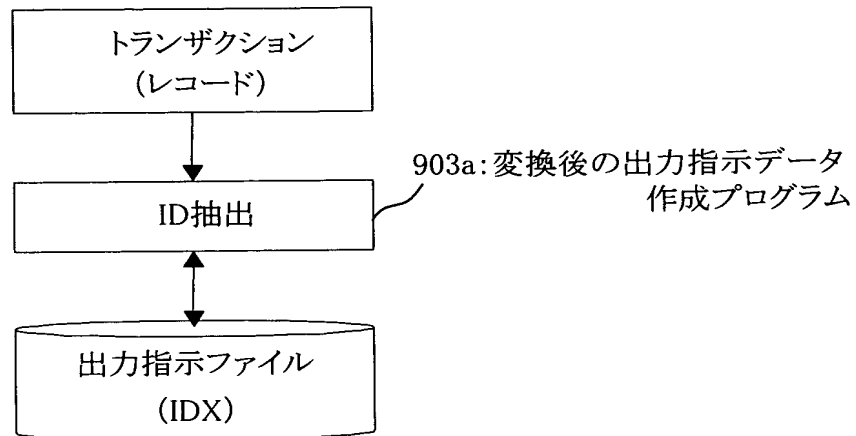 トランザクション
(レコード)
903a:変換後の出力指示データ
作成プログラム
ID抽出
出力指示ファイル
(IDX)